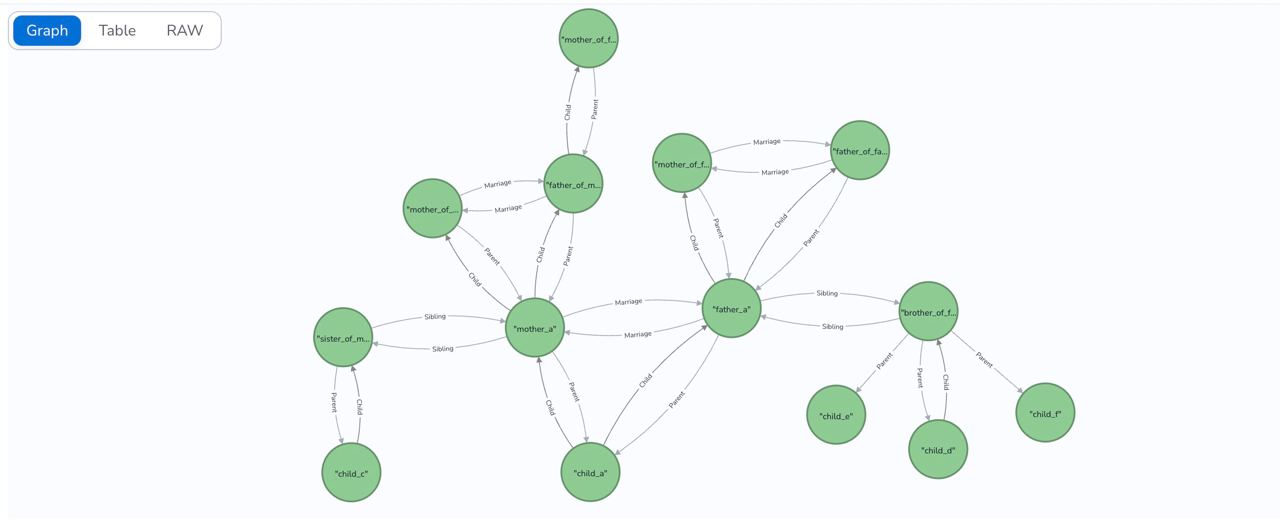 Graph Table RAW
"mother_of_f...
Child
Parent
Marriage
"mother_of_f...
"father_of_fa...
Marriage
"father_of_m...
Marriage
"mother_of_...
Marriage
Child
Parent
Child
Parent
Parent
Child
Parent
Child
"sister_of_m...
Sibling
Sibling
"mother_a"
Marriage
Marriage
"father_a"
Sibling
Sibling
"brother_of_f...
Parent
Child
Parent
Child
Child
Parent
Parent
Parent
Child
Parent
"child_c"
"child_a"
"child_e"
"child_d"
"child_f"